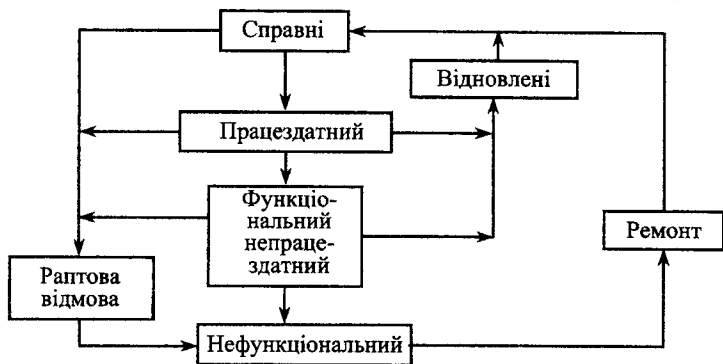 Справні
Відновлені
Працездатний
Функціо-
нальний
непраце-
здатний
Ремонт
Раптова
відмова
Нефункціональний